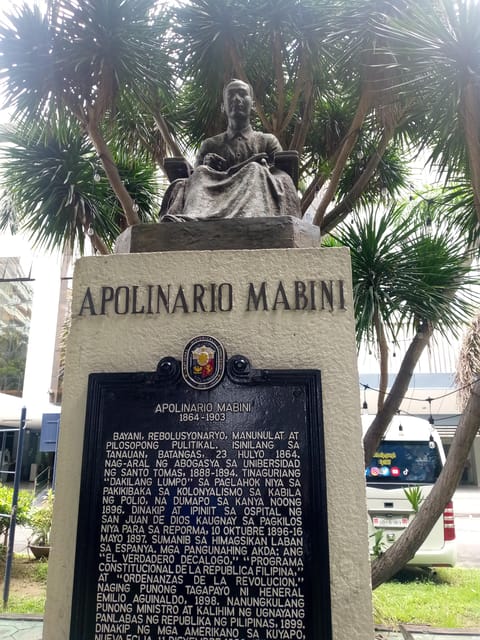 APOLINARIO MABINI
APOLINARIO MABINI
1864-1903
BAYANI, REBOLUSYONARYO, MANUNULAT AT
PILOSOPONG PULITIKAL. ISINILANG SA
TANAUAN, BATANGAS, 23 HULYO 1864.
NAG-ARAL NG ABOGASYA SA UNIBERSIDAD
NG SANTO TOMAS, 1888-1894. TINAGURIANG
"DAKILANG LUMPO" SA PAGLAHOK NIYA SA
PAKIKIBAKA SA KOLONYALISMO SA KABILA
NG POLIO, NA DUMAPO SA KANYA NOONG
1896. DINAKIP AT IPINIIT SA OSPITAL NG
SAN JUAN DE DIOS KAUGNAY SA PAGKILOS
NIYA PARA SA REPORMA, 10 OKTUBRE 1896-16
MAYO 1897. SUMANIB SA HIMAGSIKAN LABAN
SA ESPANYA. MGA PANGUNAHING AKDA: ANG
"EL VERDADERO DECALOGO," "PROGRAMA
CONSTITUCIONAL DE LA REPUBLICA FILIPINA,"
AT "ORDENANZAS DE LA REVOLUCION."
NAGING PUNONG TAGAPAYO NI HENERAL
EMILIO AGUINALDO, 1898. NANUNGKULANG
PUNONG MINISTRO AT KALIHIM NG UGNAYANG
PANLABAS NG REPUBLIKA NG PILIPINAS, 1899.
DINAKIP NG MGA AMERIKANO SA KUYAPO,
NUEVA ECIJA